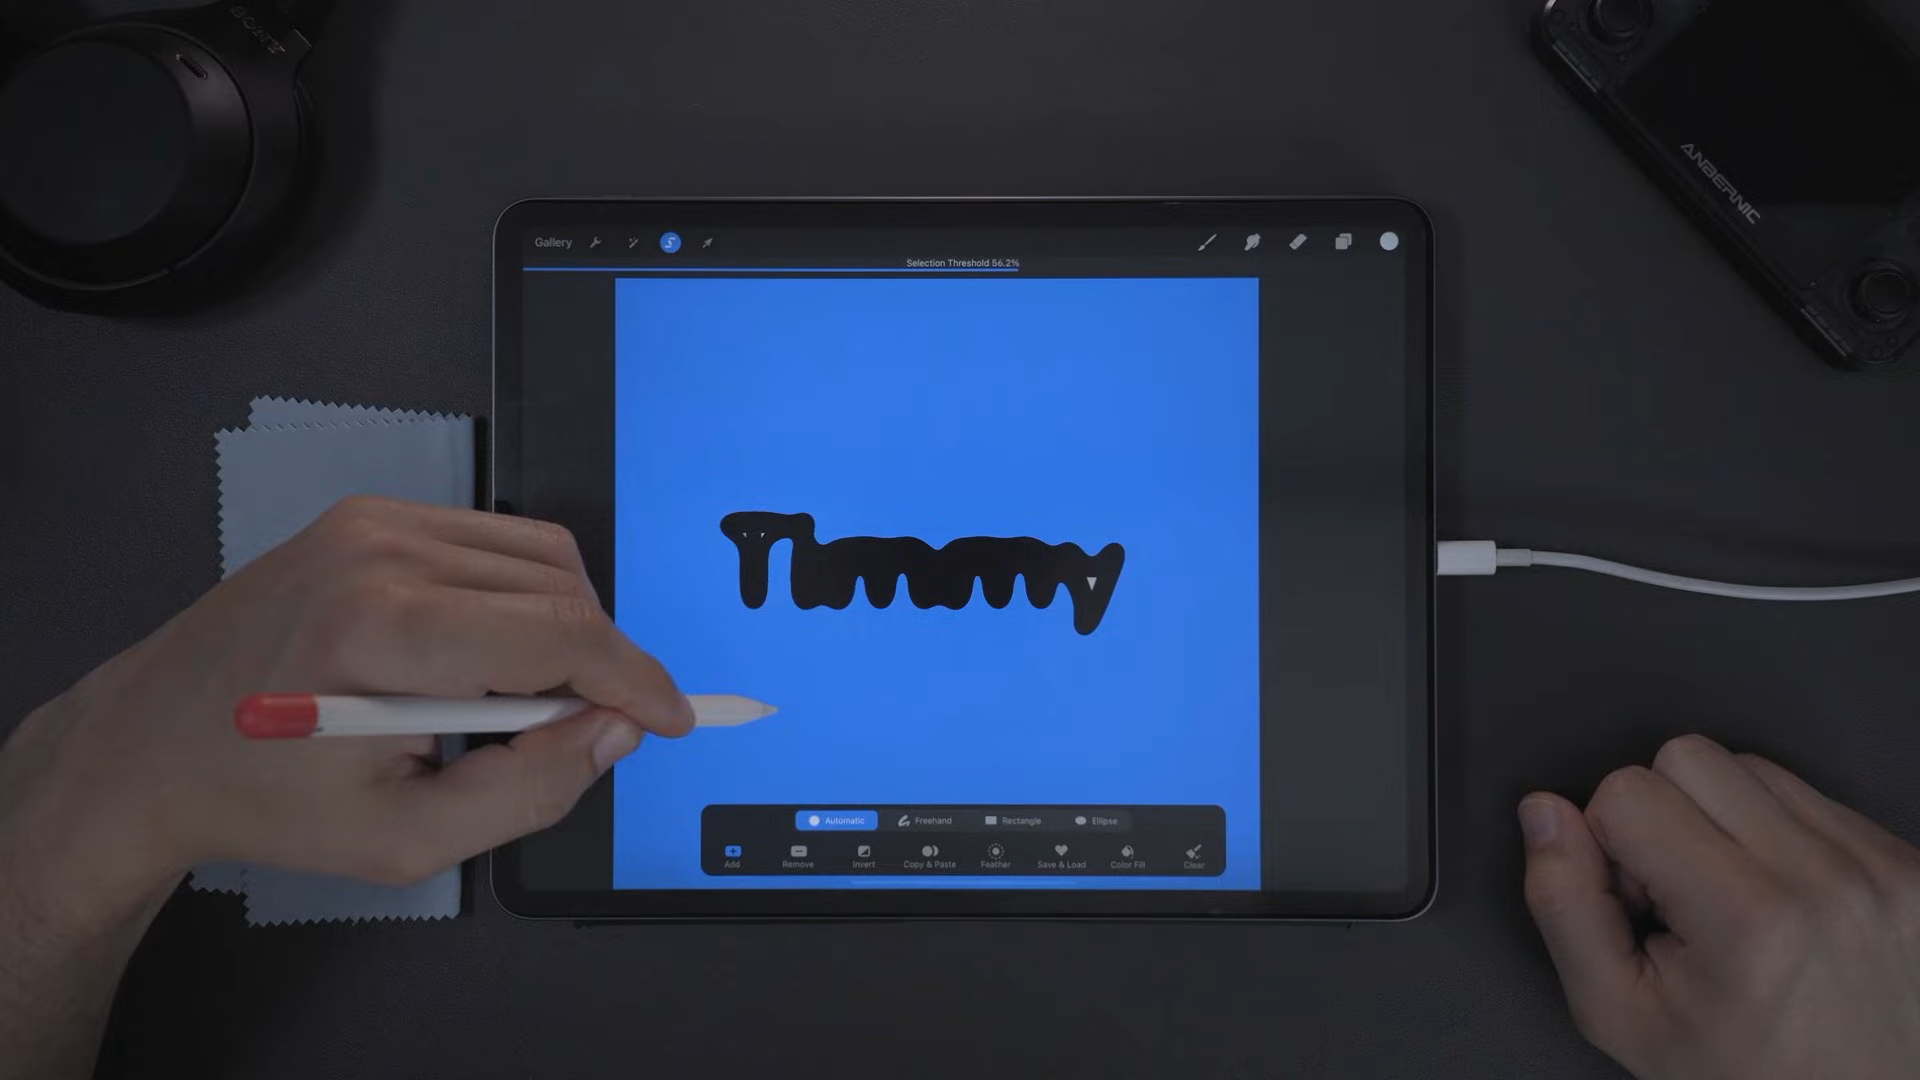 SONY
ANBERNIC
Gallery
Selection Threshold 56.2%
Automatic Freehand Rectangle Ellipse
Add Remove Invert Copy & Paste Feather Save & Load Color Fill Clear